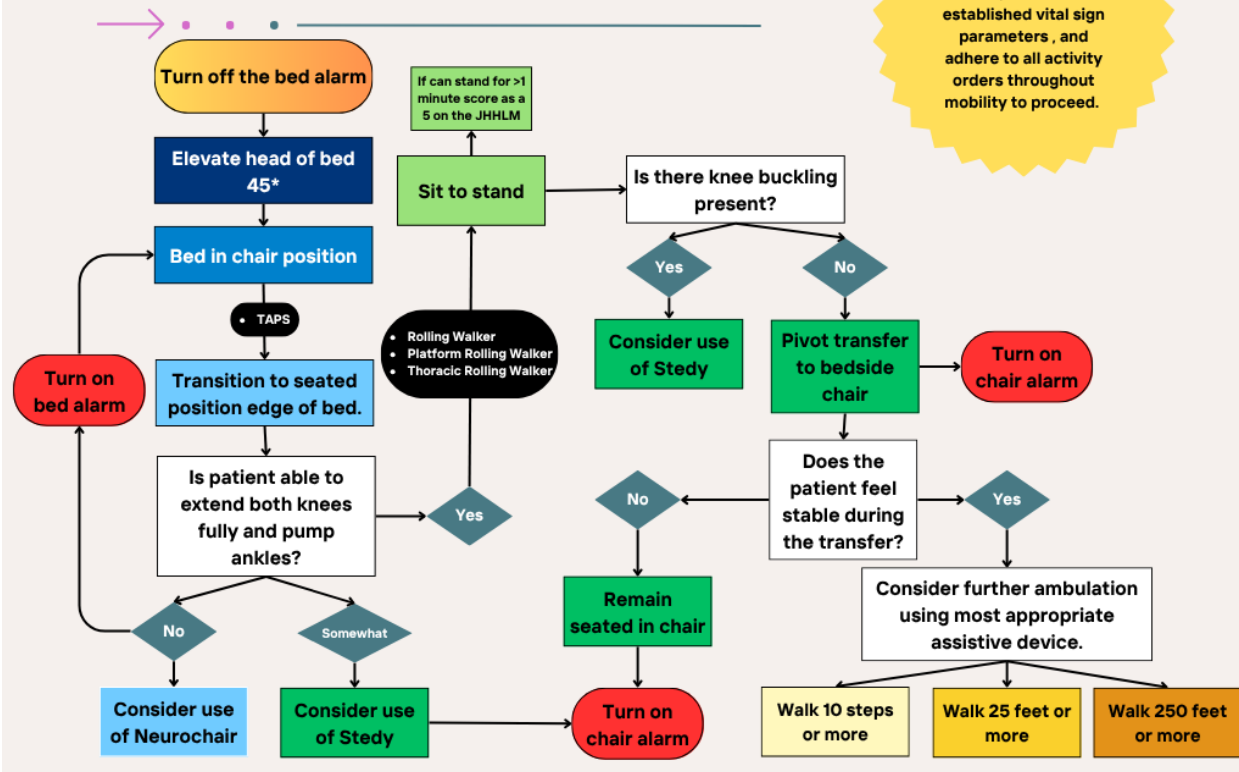 established vital sign
parameters , and
adhere to all activity
orders throughout
mobility to proceed.
Turn off the bed alarm
Elevate head of bed
45*
Bed in chair position
• TAPS
Transition to seated
position edge of bed.
Is patient able to
extend both knees
fully and pump
ankles?
No
Somewhat
Yes
Turn on
bed alarm
Consider use
of Neurochair
Consider use
of Stedy
• Rolling Walker
• Platform Rolling Walker
• Thoracic Rolling Walker
Sit to stand
If can stand for >1
minute score as a
5 on the JHHLM
Is there knee buckling
present?
Yes
No
Consider use
of Stedy
Pivot transfer
to bedside
chair
Turn on
chair alarm
Does the
patient feel
stable during
the transfer?
No
Yes
Remain
seated in chair
Turn on
chair alarm
Consider further ambulation
using most appropriate
assistive device.
Walk 10 steps
or more
Walk 25 feet or
more
Walk 250 feet
or more